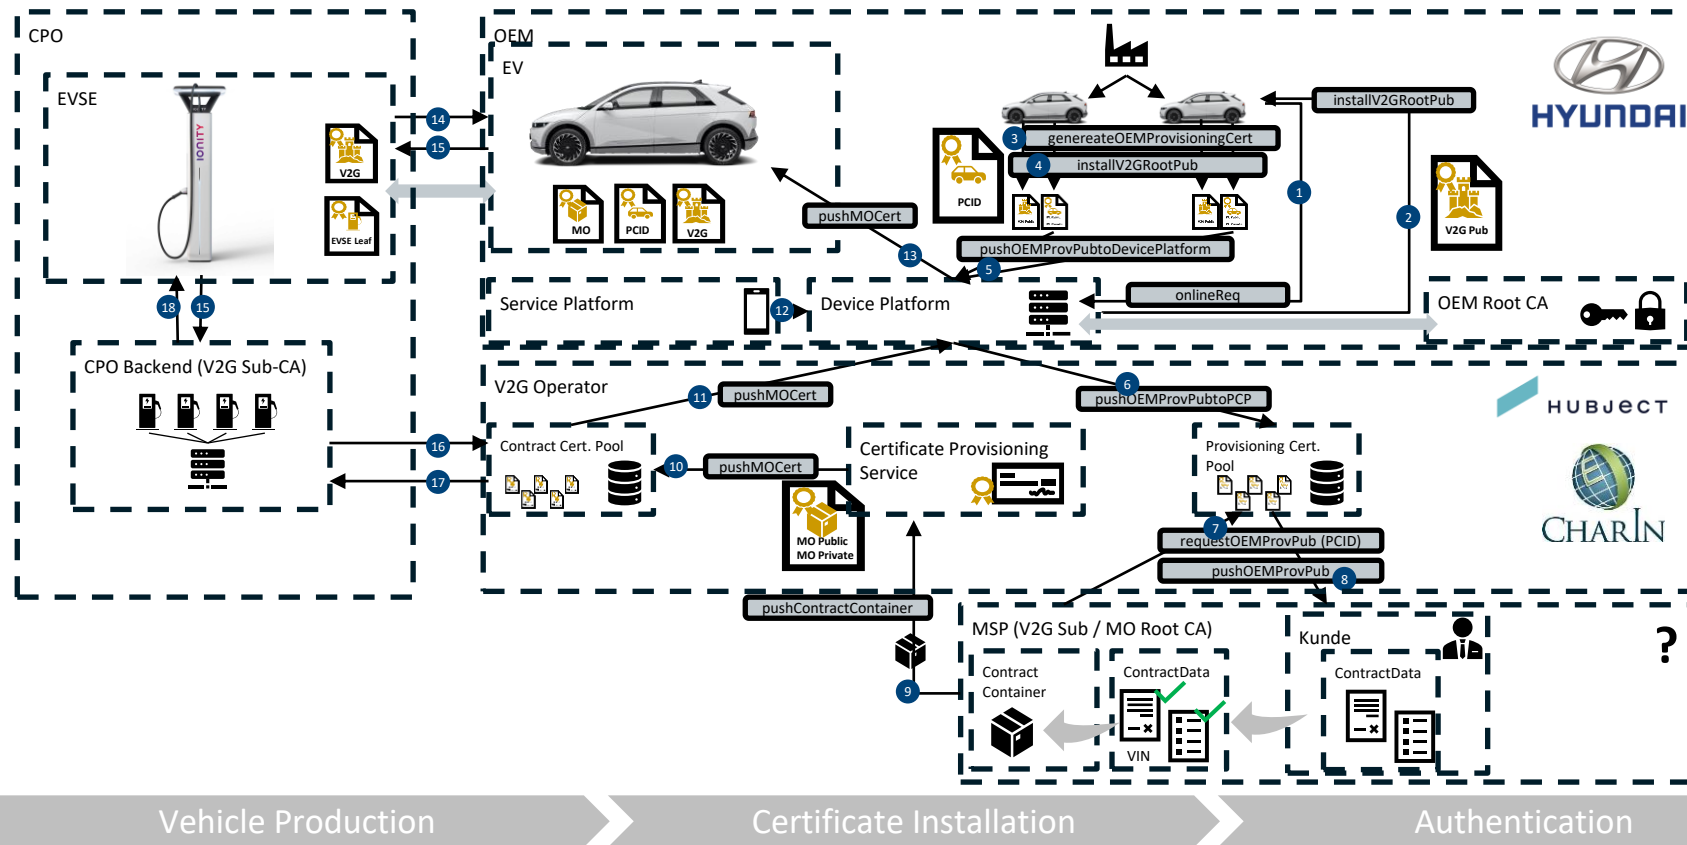 CPO
EVSE
IONITY
V2G
EVSE Leaf
14
15
18
15
CPO Backend (V2G Sub-CA)
16
17
OEM
EV
MO
PCID
V2G
pushMOCert
13
Service Platform
12
Device Platform
3
genereateOEMProvisioningCert
4
installV2GRootPub
PCID
pushOEMProvPubtoDevicePlatform
5
installV2GRootPub
1
2
onlineReq
V2G Pub
HYUNDAI
OEM Root CA
V2G Operator
11
pushMOCert
6
pushOEMProvPubtoPCP
HUBJECT
CHARIN
Contract Cert. Pool
10
pushMOCert
MO Public
MO Private
Certificate Provisioning
Service
Provisioning Cert.
Pool
7
requestOEMProvPub (PCID)
pushOEMProvPub
8
pushContractContainer
9
MSP (V2G Sub / MO Root CA)
Contract
Container
ContractData
VIN
Kunde
ContractData
?
Vehicle Production
Certificate Installation
Authentication